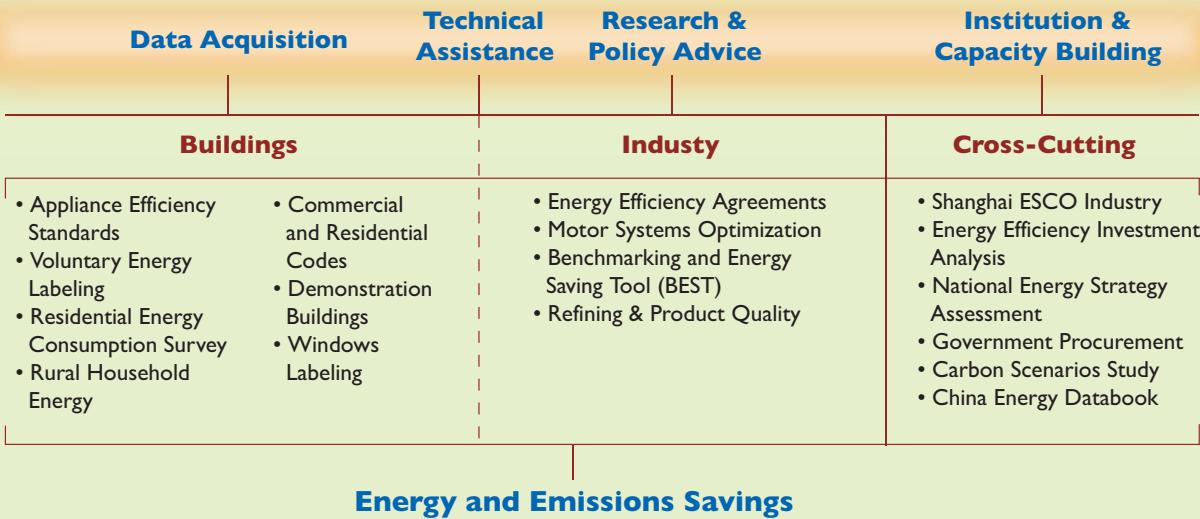 Data Acquisition
Technical
Assistance
Research &
Policy Advice
Institution &
Capacity Building
Buildings
• Appliance Efficiency
Standards
• Voluntary Energy
Labeling
• Residential Energy
Consumption Survey
• Rural Household
Energy
• Commercial
and Residential
Codes
• Demonstration
Buildings
• Windows
Labeling
Industy
• Energy Efficiency Agreements
• Motor Systems Optimization
• Benchmarking and Energy
Saving Tool (BEST)
• Refining & Product Quality
Cross-Cutting
• Shanghai ESCO Industry
• Energy Efficiency Investment
Analysis
• National Energy Strategy
Assessment
• Government Procurement
• Carbon Scenarios Study
• China Energy Databook
Energy and Emissions Savings